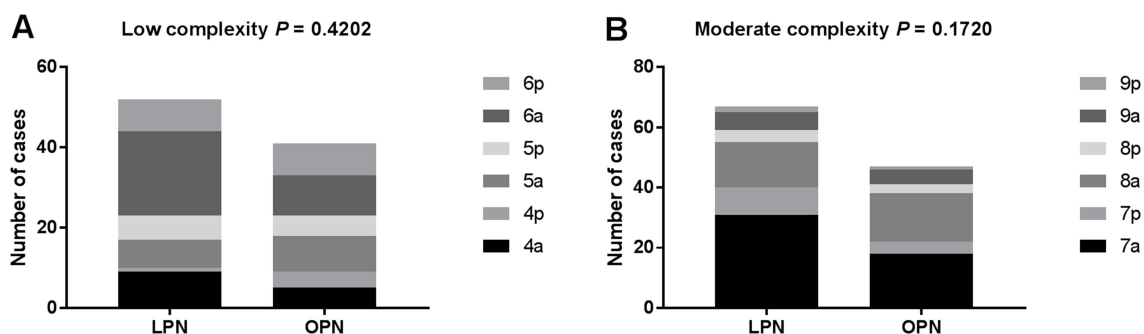 A
Low complexity P = 0.4202
Number of cases
60
40
20
0
LPN
OPN
6p
6a
5p
5a
4p
4a
B
Moderate complexity P = 0.1720
Number of cases
80
60
40
20
0
LPN
OPN
9p
9a
8p
8a
7p
7a